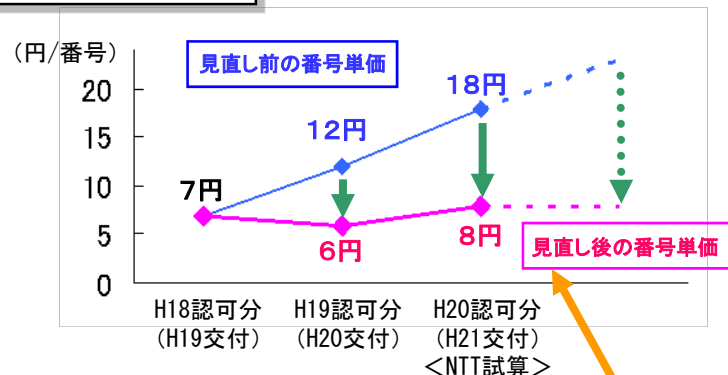 (円/番号)
見直し前の番号単価
20
15
10
5
0
7円
12円
18円
6円
8円
見直し後の番号単価
H18認可分
(H19交付)
H19認可分
(H20交付)
H20認可分
(H21交付)
＜NTT試算＞